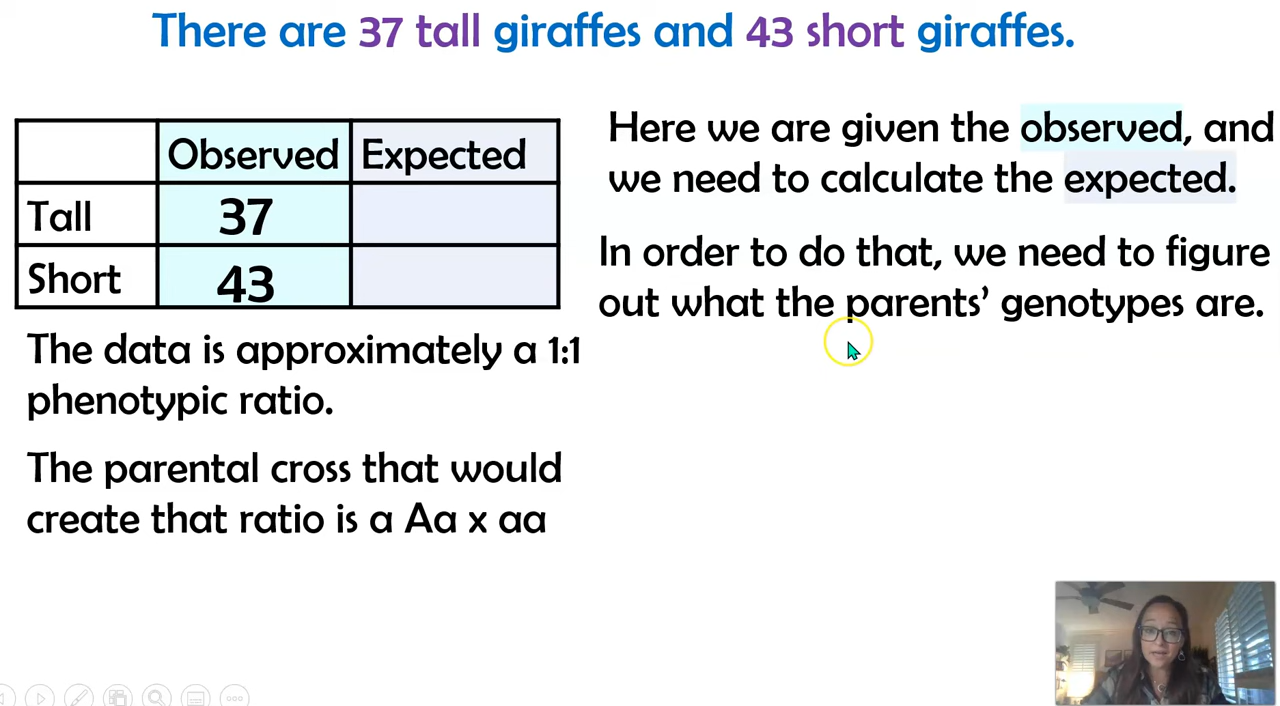 There are 37 tall giraffes and 43 short giraffes.
Observed Expected
Tall 37
Short 43
The data is approximately a 1:1
phenotypic ratio.
The parental cross that would
create that ratio is a Aa x aa
Here we are given the observed, and
we need to calculate the expected.
In order to do that, we need to figure
out what the parents’ genotypes are.